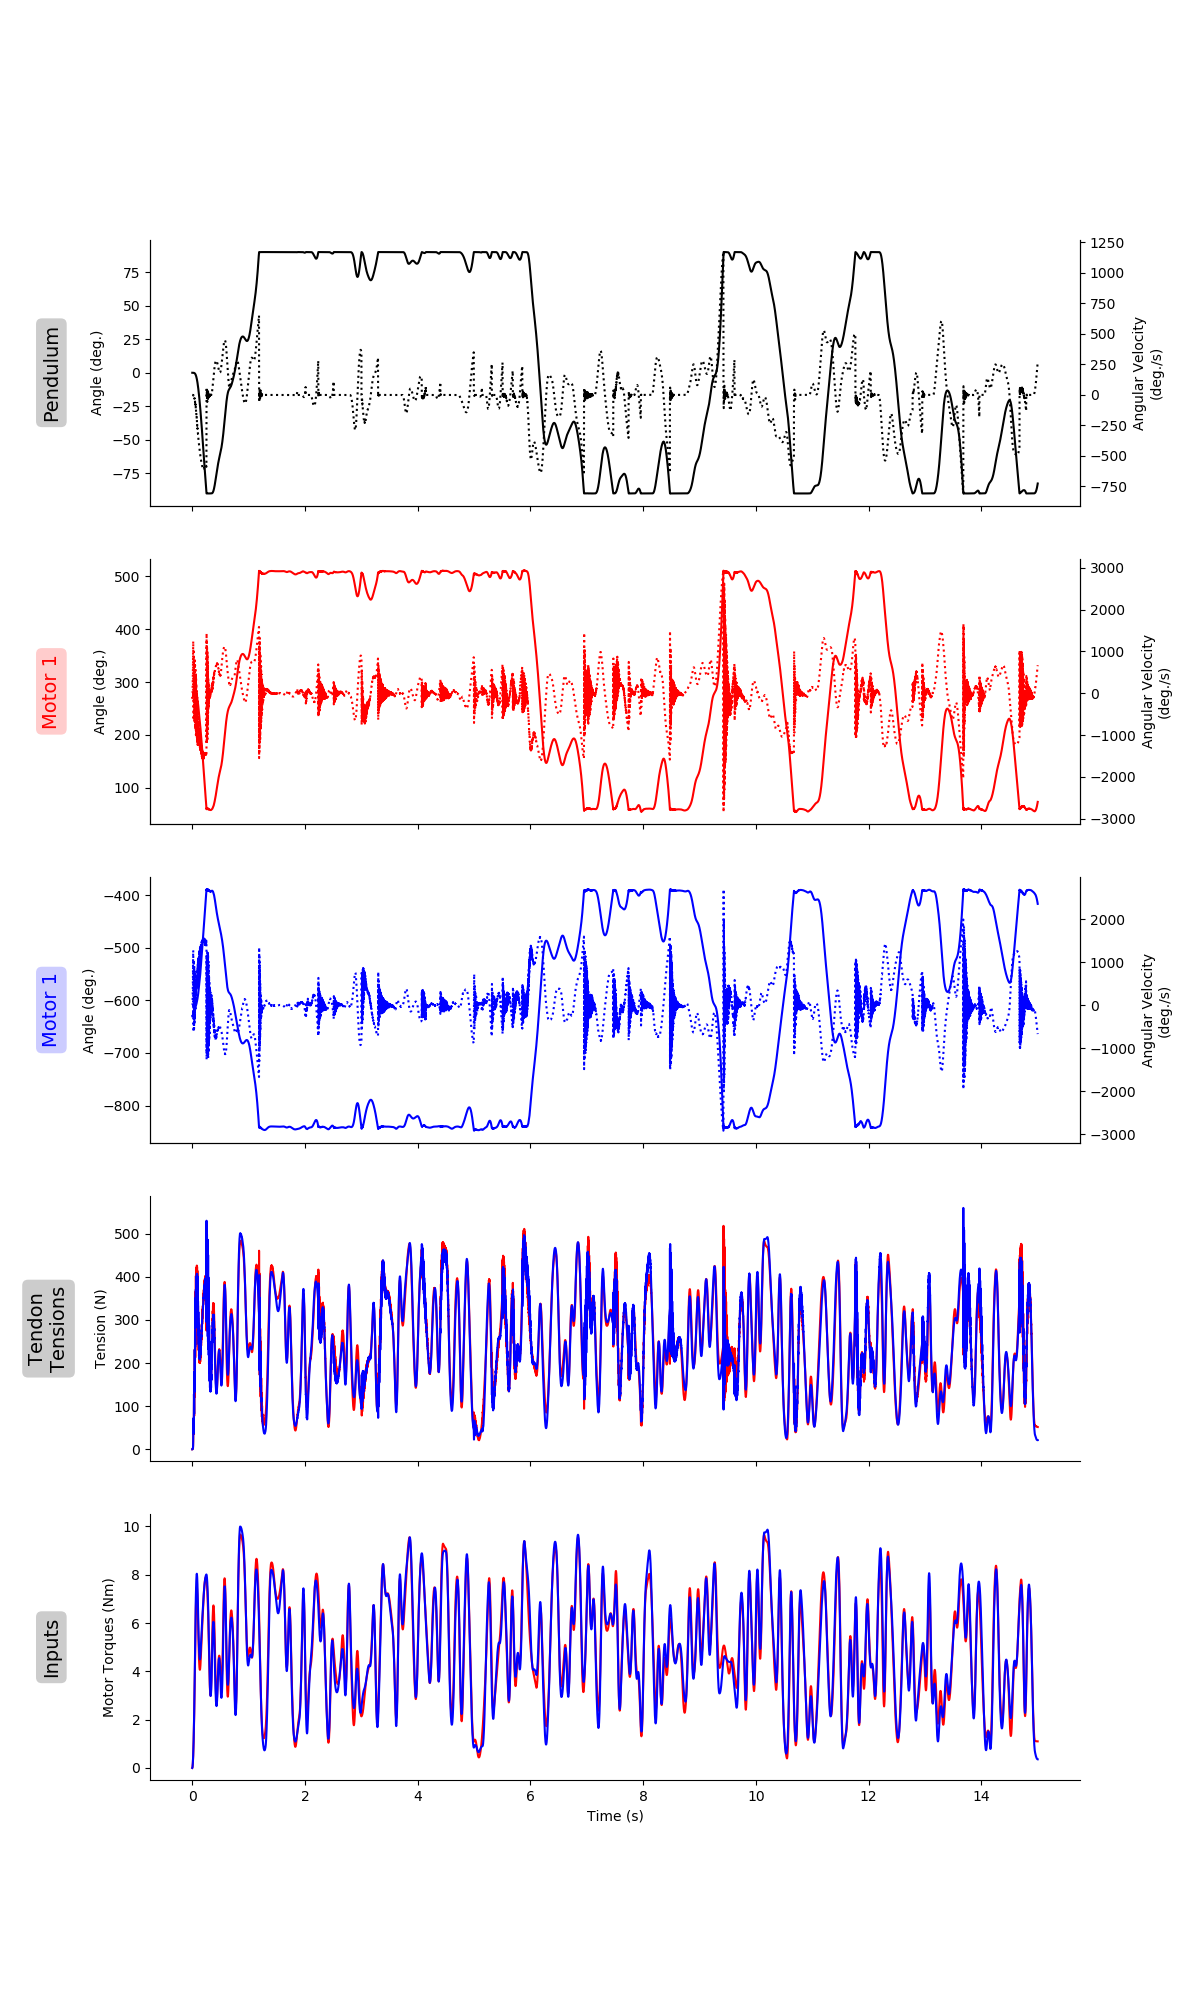 Pendulum
Angle (deg.)
75
50
25
0
−25
−50
−75
1250
1000
750
500
250
0
−250
−500
−750
Angular Velocity
(deg./s)
Motor 1
Angle (deg.)
500
400
300
200
100
3000
2000
1000
0
−1000
−2000
−3000
Angular Velocity
(deg./s)
Motor 1
Angle (deg.)
−400
−500
−600
−700
−800
2000
1000
0
−1000
−2000
−3000
Angular Velocity
(deg./s)
Tendon
Tensions
Tension (N)
500
400
300
200
100
0
Inputs
Motor Torques (Nm)
10
8
6
4
2
0
0 2 4 6 8 10 12 14
Time (s)